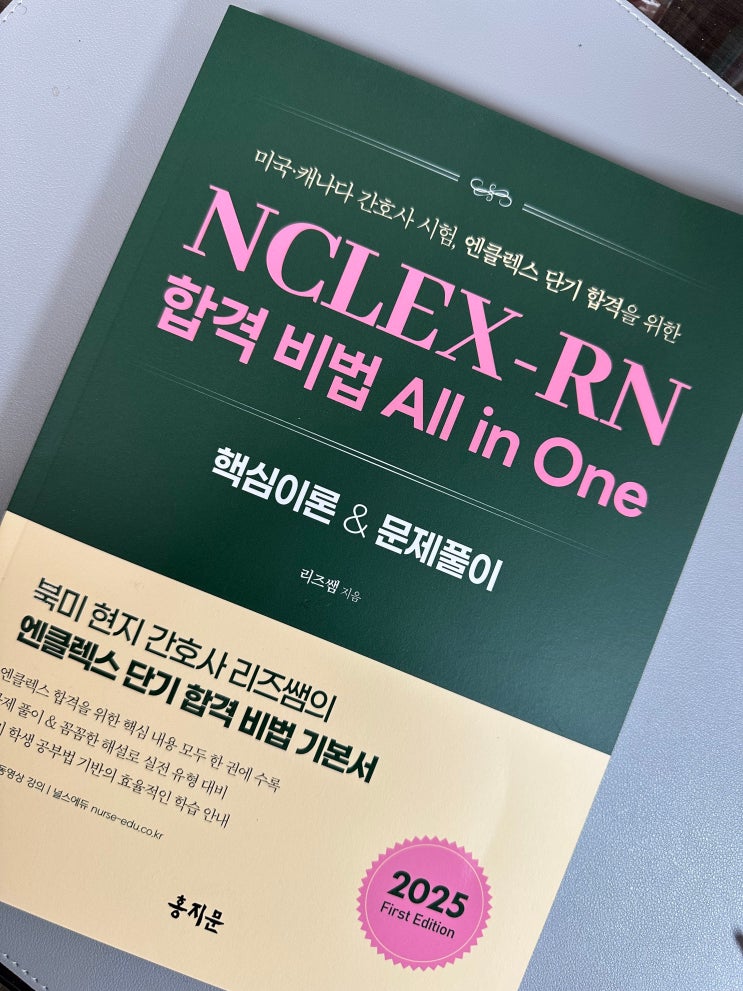 미국·캐나다 간호사 시험, 엔클렉스 단기 합격을 위한
NCLEX-RN
합격 비법 All in One
핵심이론 & 문제풀이
리즈쌤 지음
북미 현지 간호사 리즈쌤의
엔클렉스 단기 합격 비법 기본서
엔클렉스 합격을 위한 핵심 내용 모두 한 권에 수록
풀이 & 꼼꼼한 해설로 실전 유형 대비
학생 공부법 기반의 효율적인 학습 안내
동영상 강의 | 널스에듀 nurse-edu.co.kr
홍지문
2025
First Edition